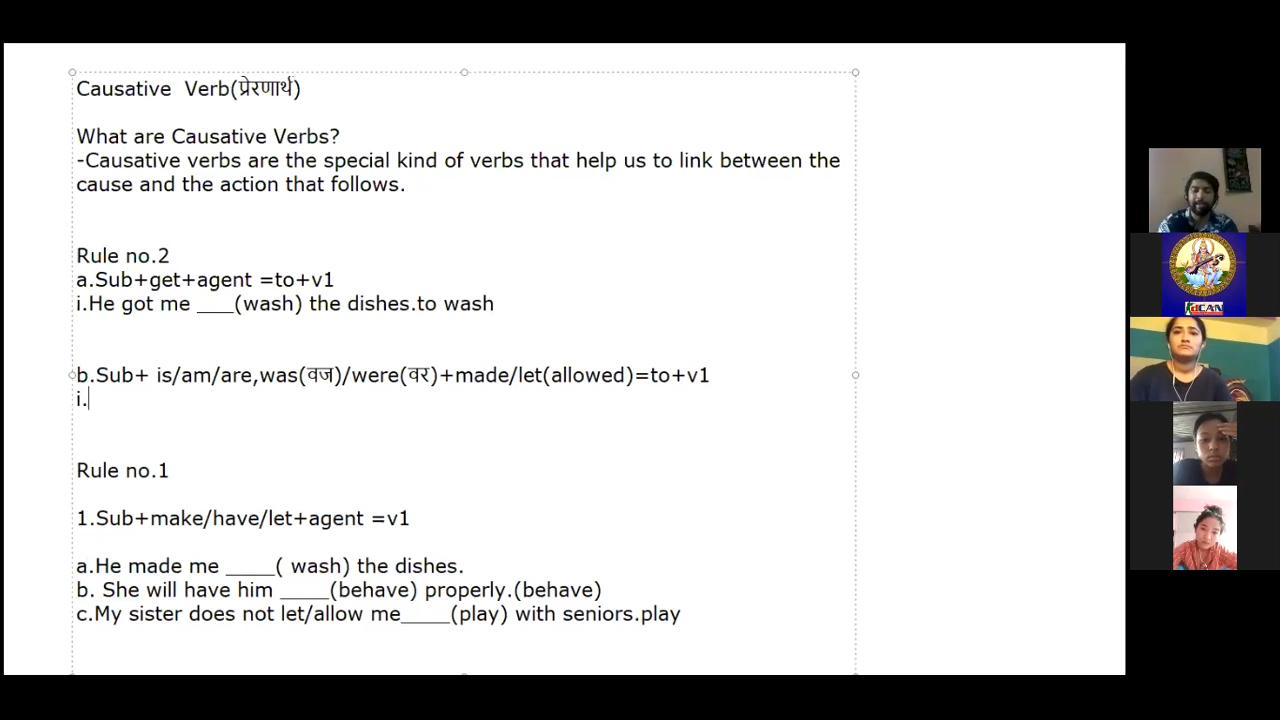 Causative  Verb(प्रेरणार्थ)
What are Causative Verbs?
-Causative verbs are the special kind of verbs that help us to link between the
cause and the action that follows.
Rule no.2
a.Sub+get+agent =to+v1
i.He got me ___(wash) the dishes.to wash
b.Sub+ is/am/are,was(वज)/were(वर)+made/let(allowed)=to+v1
i.
Rule no.1
1.Sub+make/have/let+agent =v1
a.He made me ____( wash) the dishes.
b. She will have him ____(behave) properly.(behave)
c.My sister does not let/allow me____(play) with seniors.play